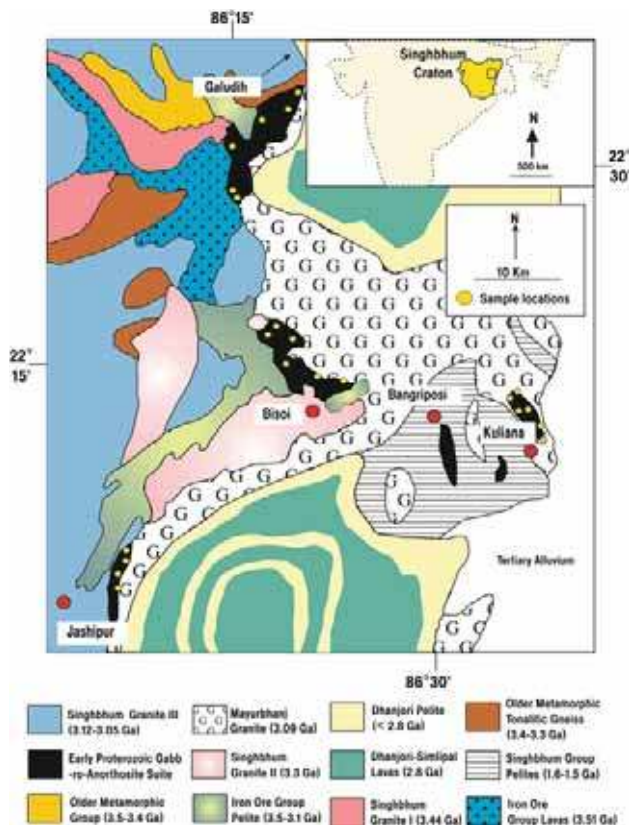 86°15'
Singhbhum
Craton
N
500 km
Galudih
22°
30'
N
10 Km
Sample locations
22°
15'
G
Bisoi
Bangriposi
Kuliana
Tertiary Alluvium
Jashipur
86°30'
Singhbhum Granite III
(3.12-3.05 Ga)
Mayurbhanj
Granite (3.09 Ga)
Dhanjori Pelite
(< 2.8 Ga)
Older Metamorphic
Tonalitic Gneiss
(3.4-3.3 Ga)
Early Proterozoic Gabb
-ro-Anorthosite Suite
Singhbhum
Granite II (3.3 Ga)
Dhanjori-Simlipal
Lavas (2.8 Ga)
Singhbhum Group
Pelites (1.6-1.5 Ga)
Older Metamorphic
Group (3.5-3.4 Ga)
Iron Ore Group
Pelite (3.5-3.1 Ga)
Singhbhum
Granite I (3.44 Ga)
Iron Ore
Group Lavas (3.51 Ga)